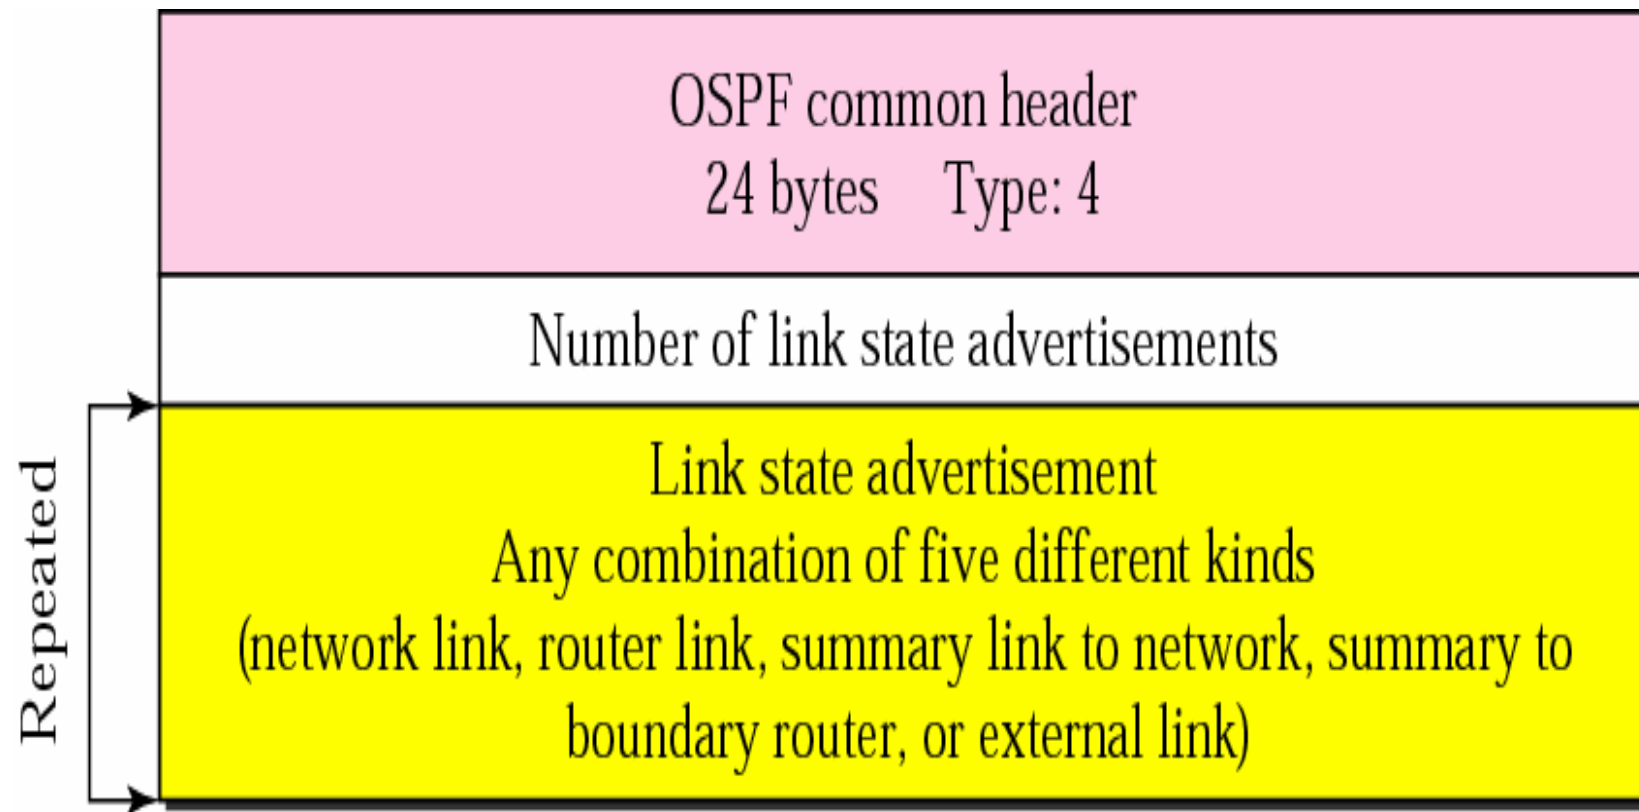 OSPF common header
24 bytes Type: 4
Number of link state advertisements
Repeated
Link state advertisement
Any combination of five different kinds
(network link, router link, summary link to network, summary to
boundary router, or external link)